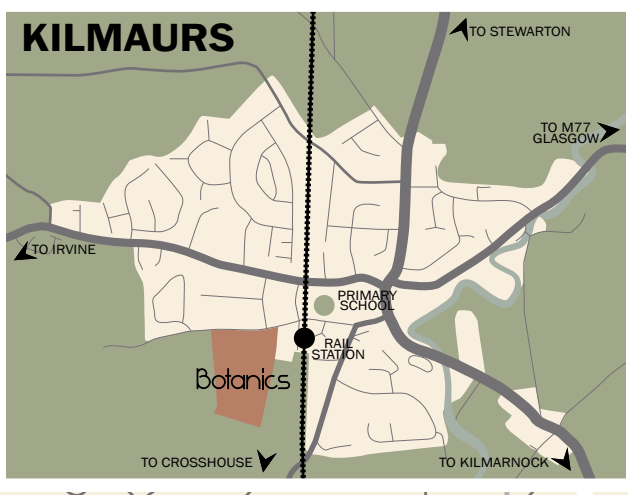 KILMAURS
TO STEWARTON
TO M77
GLASGOW
TO IRVINE
PRIMARY
SCHOOL
RAIL
STATION
Botanics
TO CROSSHOUSE
TO KILMARNOCK